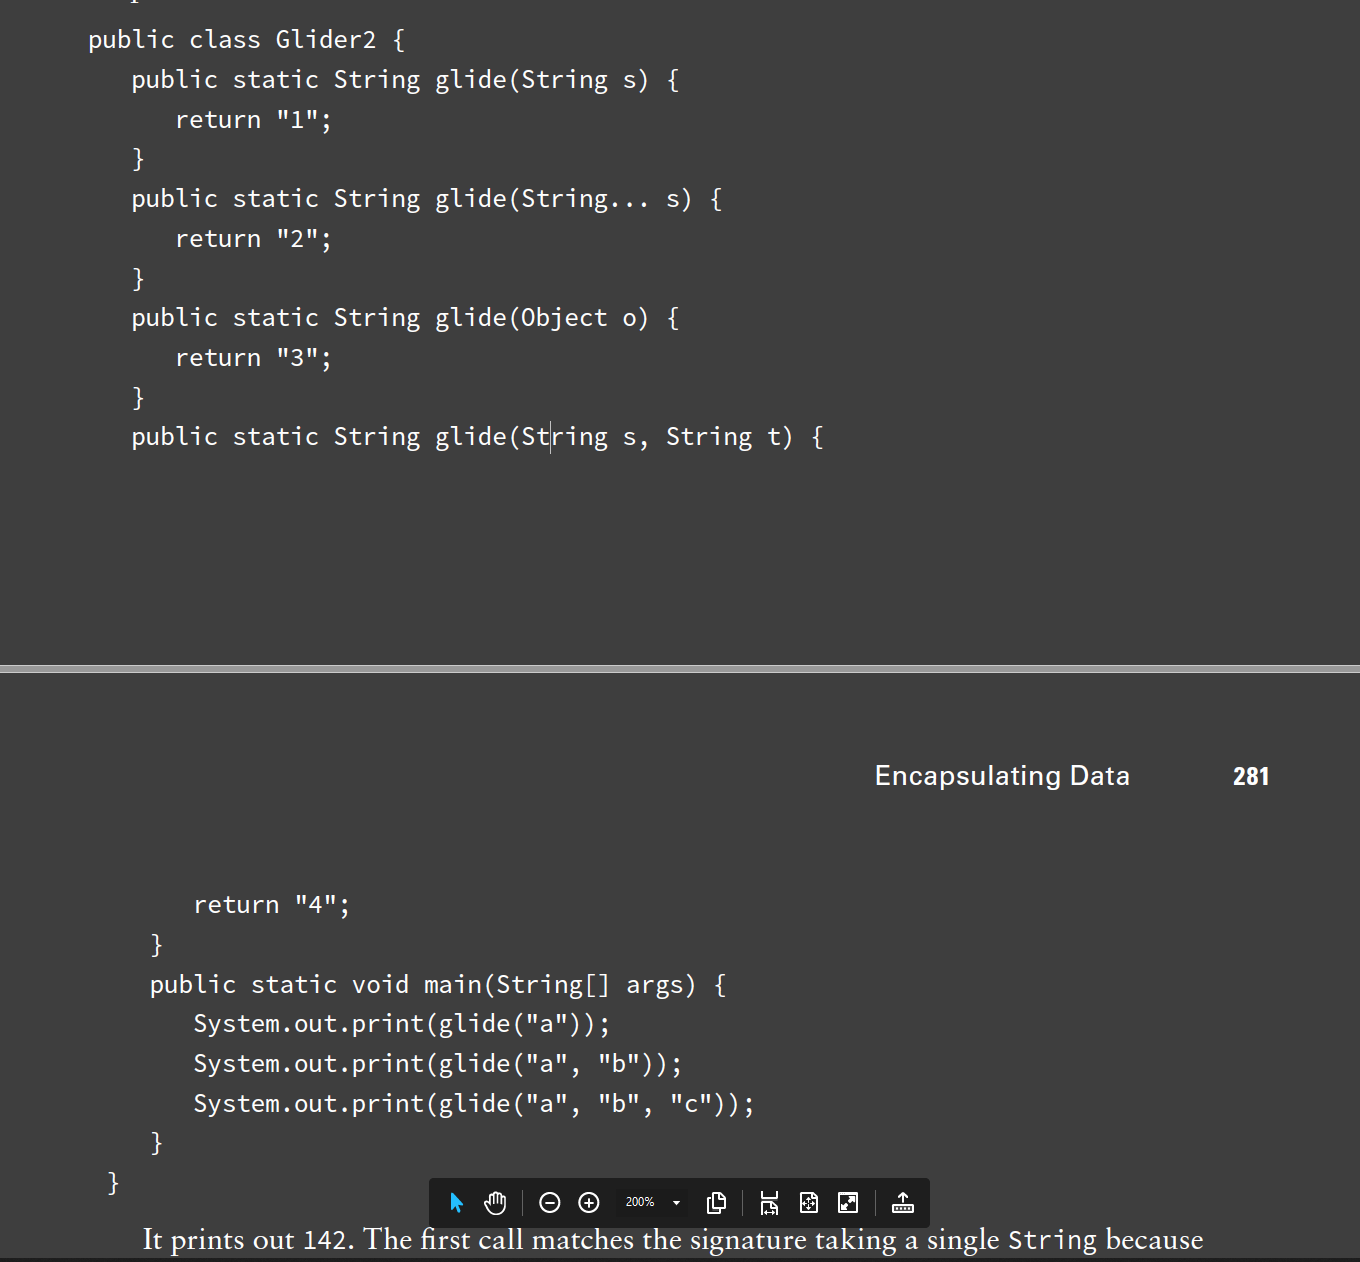 public class Glider2 {
public static String glide(String s) {
return "1";
}
public static String glide(String... s) {
return "2";
}
public static String glide(Object o) {
return "3";
}
public static String glide(String s, String t) {
Encapsulating Data 281
return "4";
}
public static void main(String[] args) {
System.out.print(glide("a"));
System.out.print(glide("a", "b"));
System.out.print(glide("a", "b", "c"));
}
}
200%
It prints out 142. The first call matches the signature taking a single String because